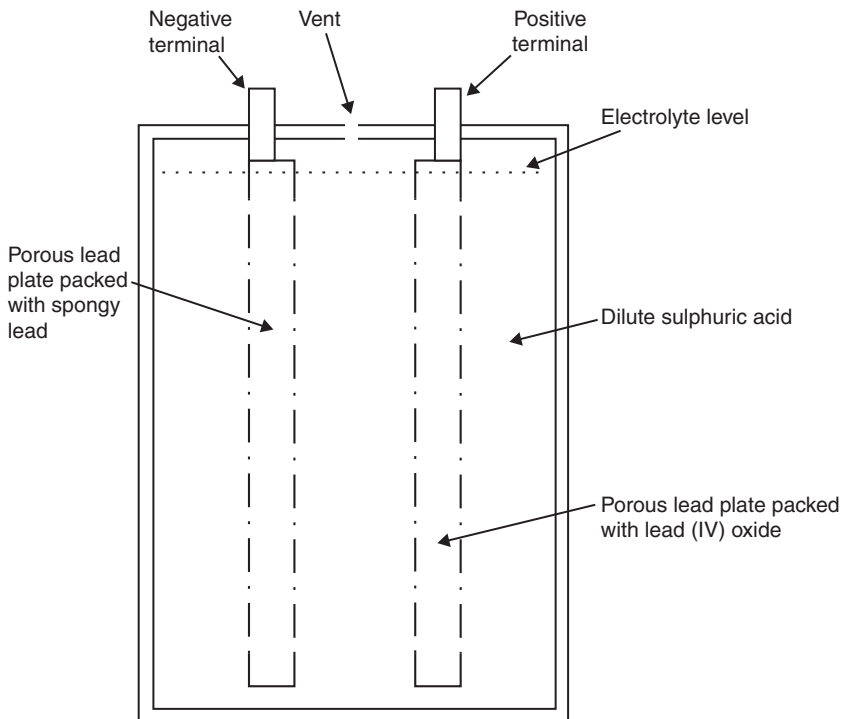 Negative
terminal
Vent
Positive
terminal
Electrolyte level
Porous lead
plate packed
with spongy
lead
Dilute sulphuric acid
Porous lead plate packed
with lead (IV) oxide